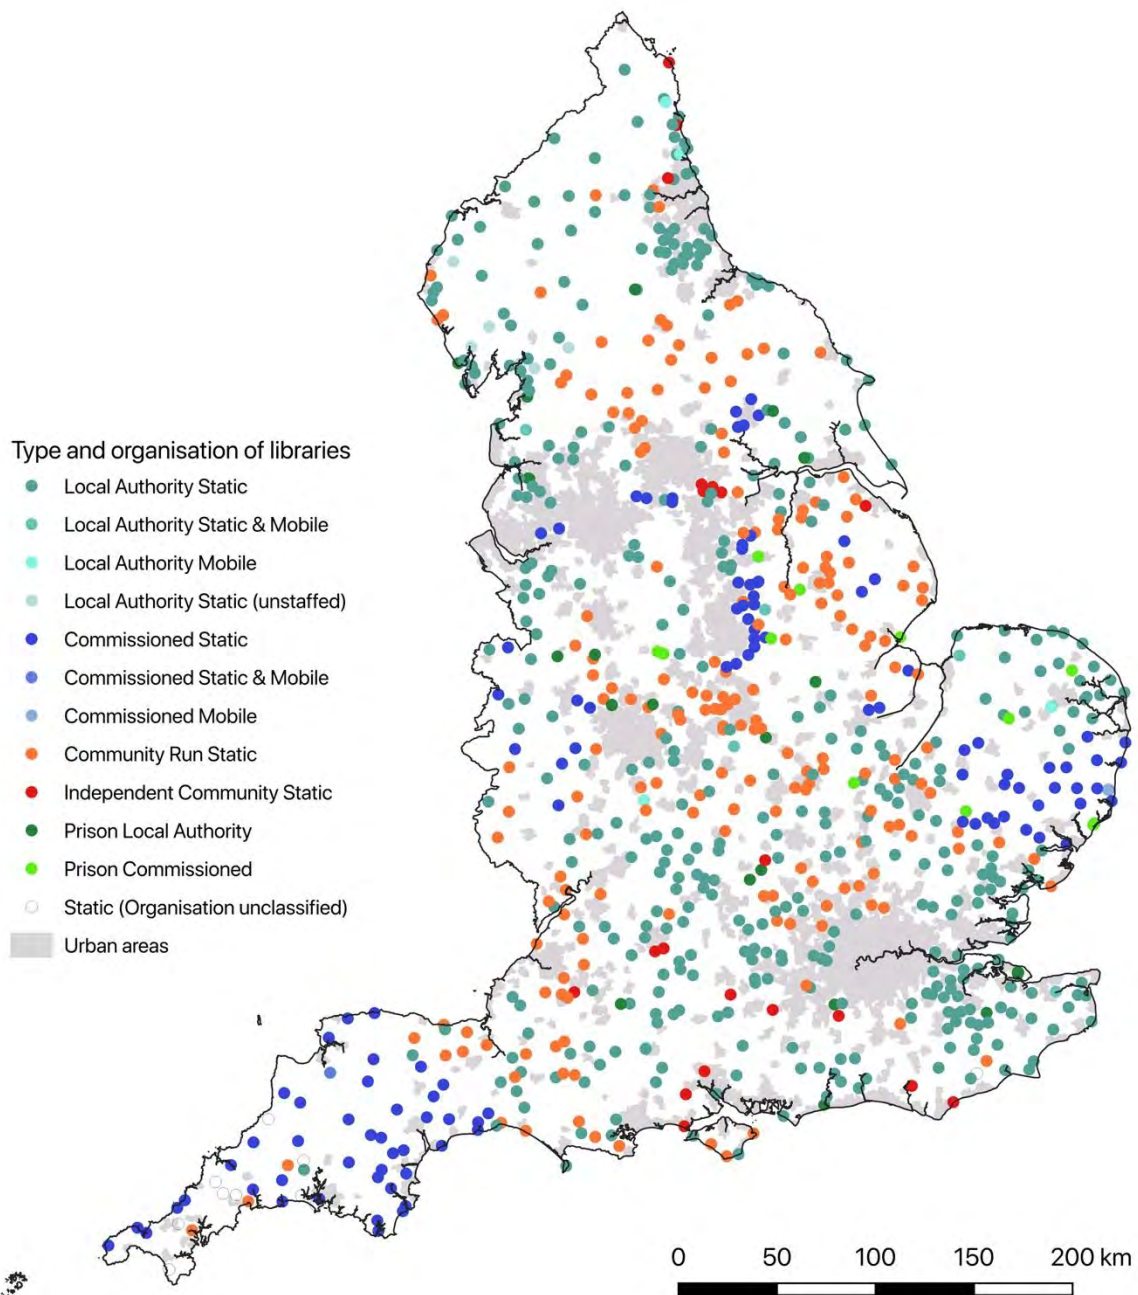 Type and organisation of libraries
Local Authority Static
Local Authority Static & Mobile
Local Authority Mobile
Local Authority Static (unstaffed)
Commissioned Static
Commissioned Static & Mobile
Commissioned Mobile
Community Run Static
Independent Community Static
Prison Local Authority
Prison Commissioned
Static (Organisation unclassified)
Urban areas
0 50 100 150 200 km